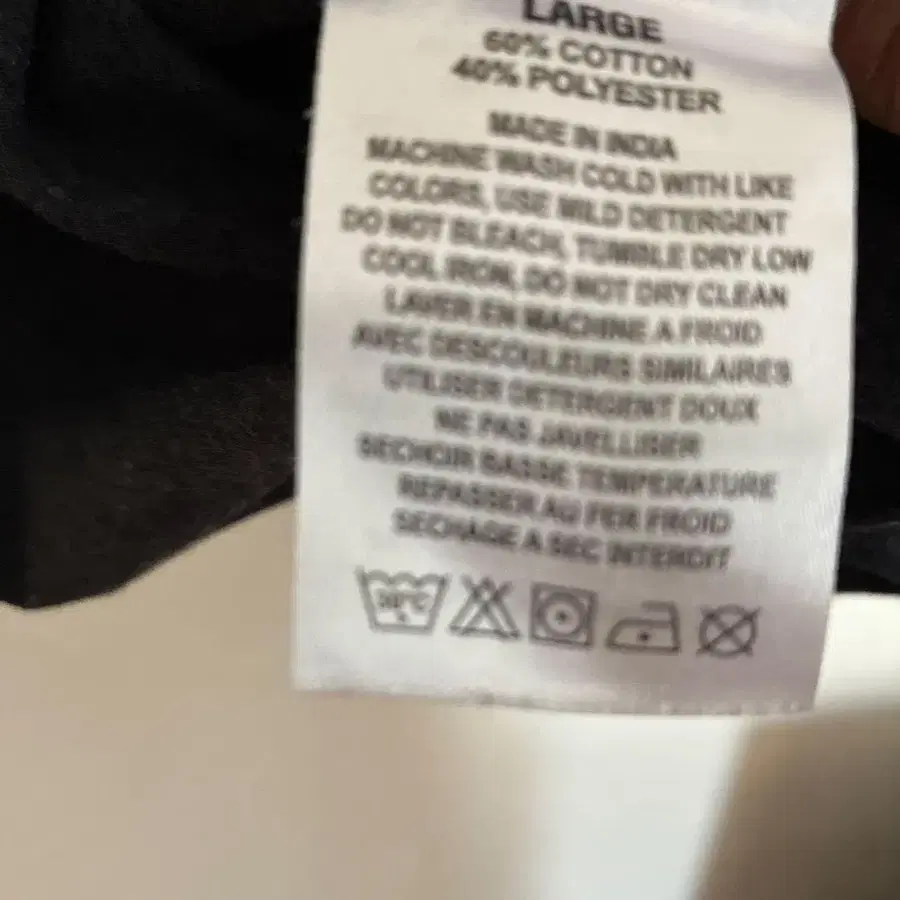 LARGE
60% COTTON
40% POLYESTER
MADE IN INDIA
MACHINE WASH COLD WITH LIKE
COLORS, USE MILD DETERGENT
DO NOT BLEACH, TUMBLE DRY LOW
COOL IRON, DO NOT DRY CLEAN
LAVER EN MACHINE A FROID
AVEC DESCOULEURS SIMILAIRES
UTILISER DETERGENT DOUX
NE PAS JAVELLISER
SECHOIR BASSE TEMPERATURE
REPASSER AU FER FROID
SECHAGE A SEC INTERDIT
30°C